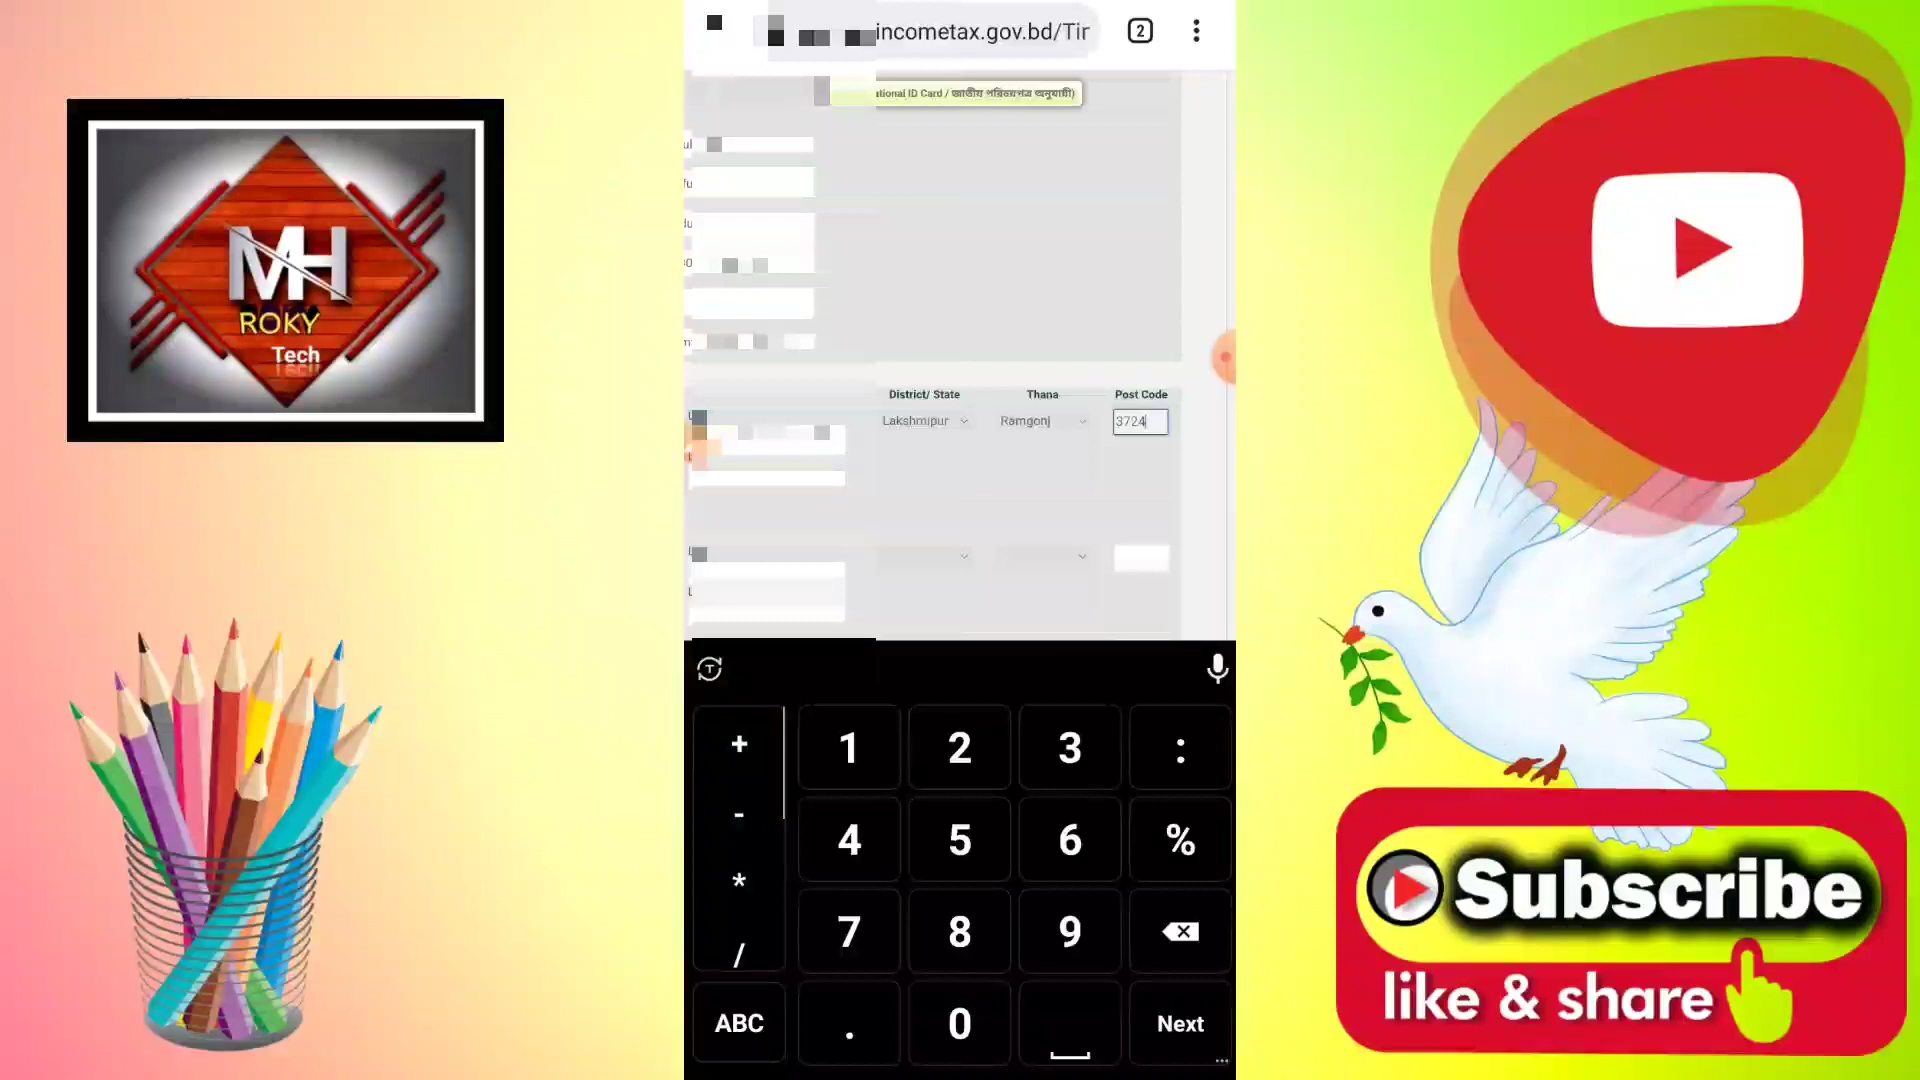 incometax.gov.bd/Tir
2
ational ID Card / জাতীয় পরিচয়পত্র অনুযায়ী)
District/ State
Thana
Post Code
Lakshmipur
Ramgonj
3724
MH
ROKY
Tech
+
1
2
3
:
-
4
5
6
%
*
7
8
9
/
ABC
.
0
Next
Subscribe
like & share